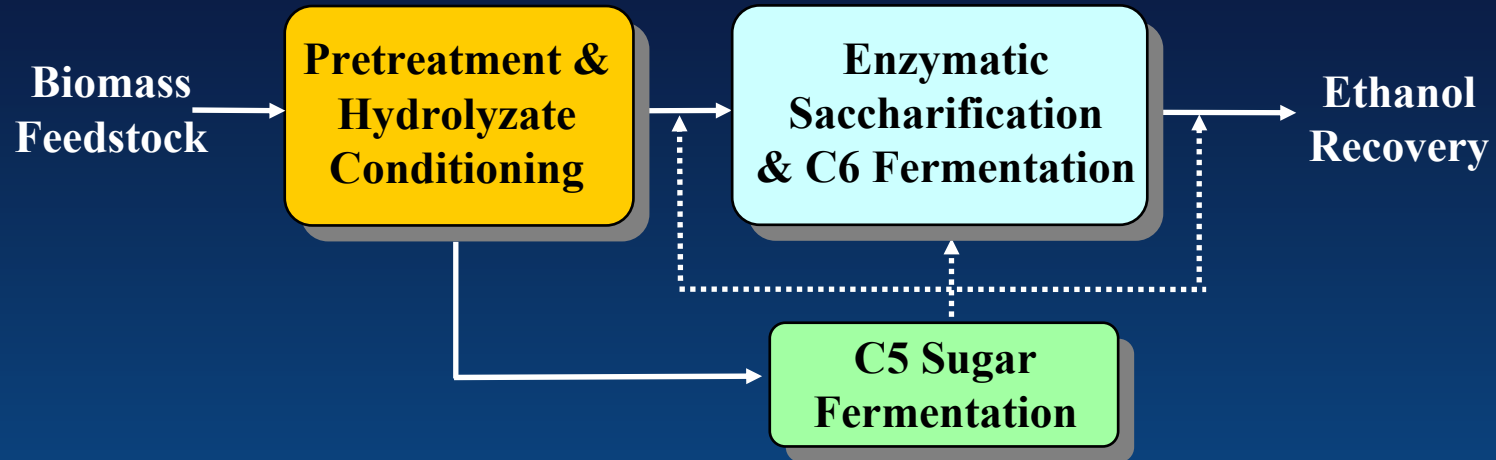 Biomass
Feedstock
Pretreatment &
Hydrolyzate
Conditioning
Enzymatic
Saccharification
& C6 Fermentation
Ethanol
Recovery
C5 Sugar
Fermentation